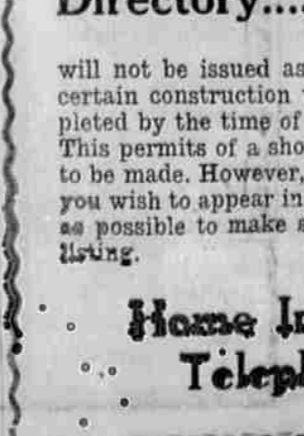 Directory....
will not be issued as
certain construction
pleted by the time of
This permits of a sho
to be made. However,
you wish to appear in
as possible to make
listing.
Home In
Teleph